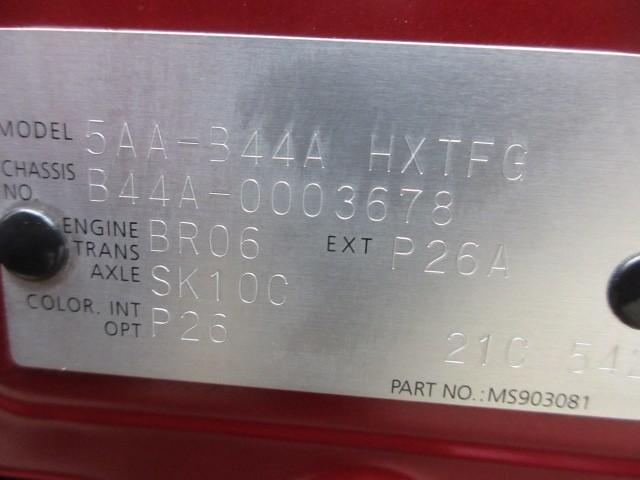 MODEL 5AA-B44A HXTFG
CHASSIS NO. B44A-0003678
ENGINE BR06 EXT P26A
TRANS AXLE SK10C
COLOR. INT P26
OPT
21C 542
PART NO.:MS903081